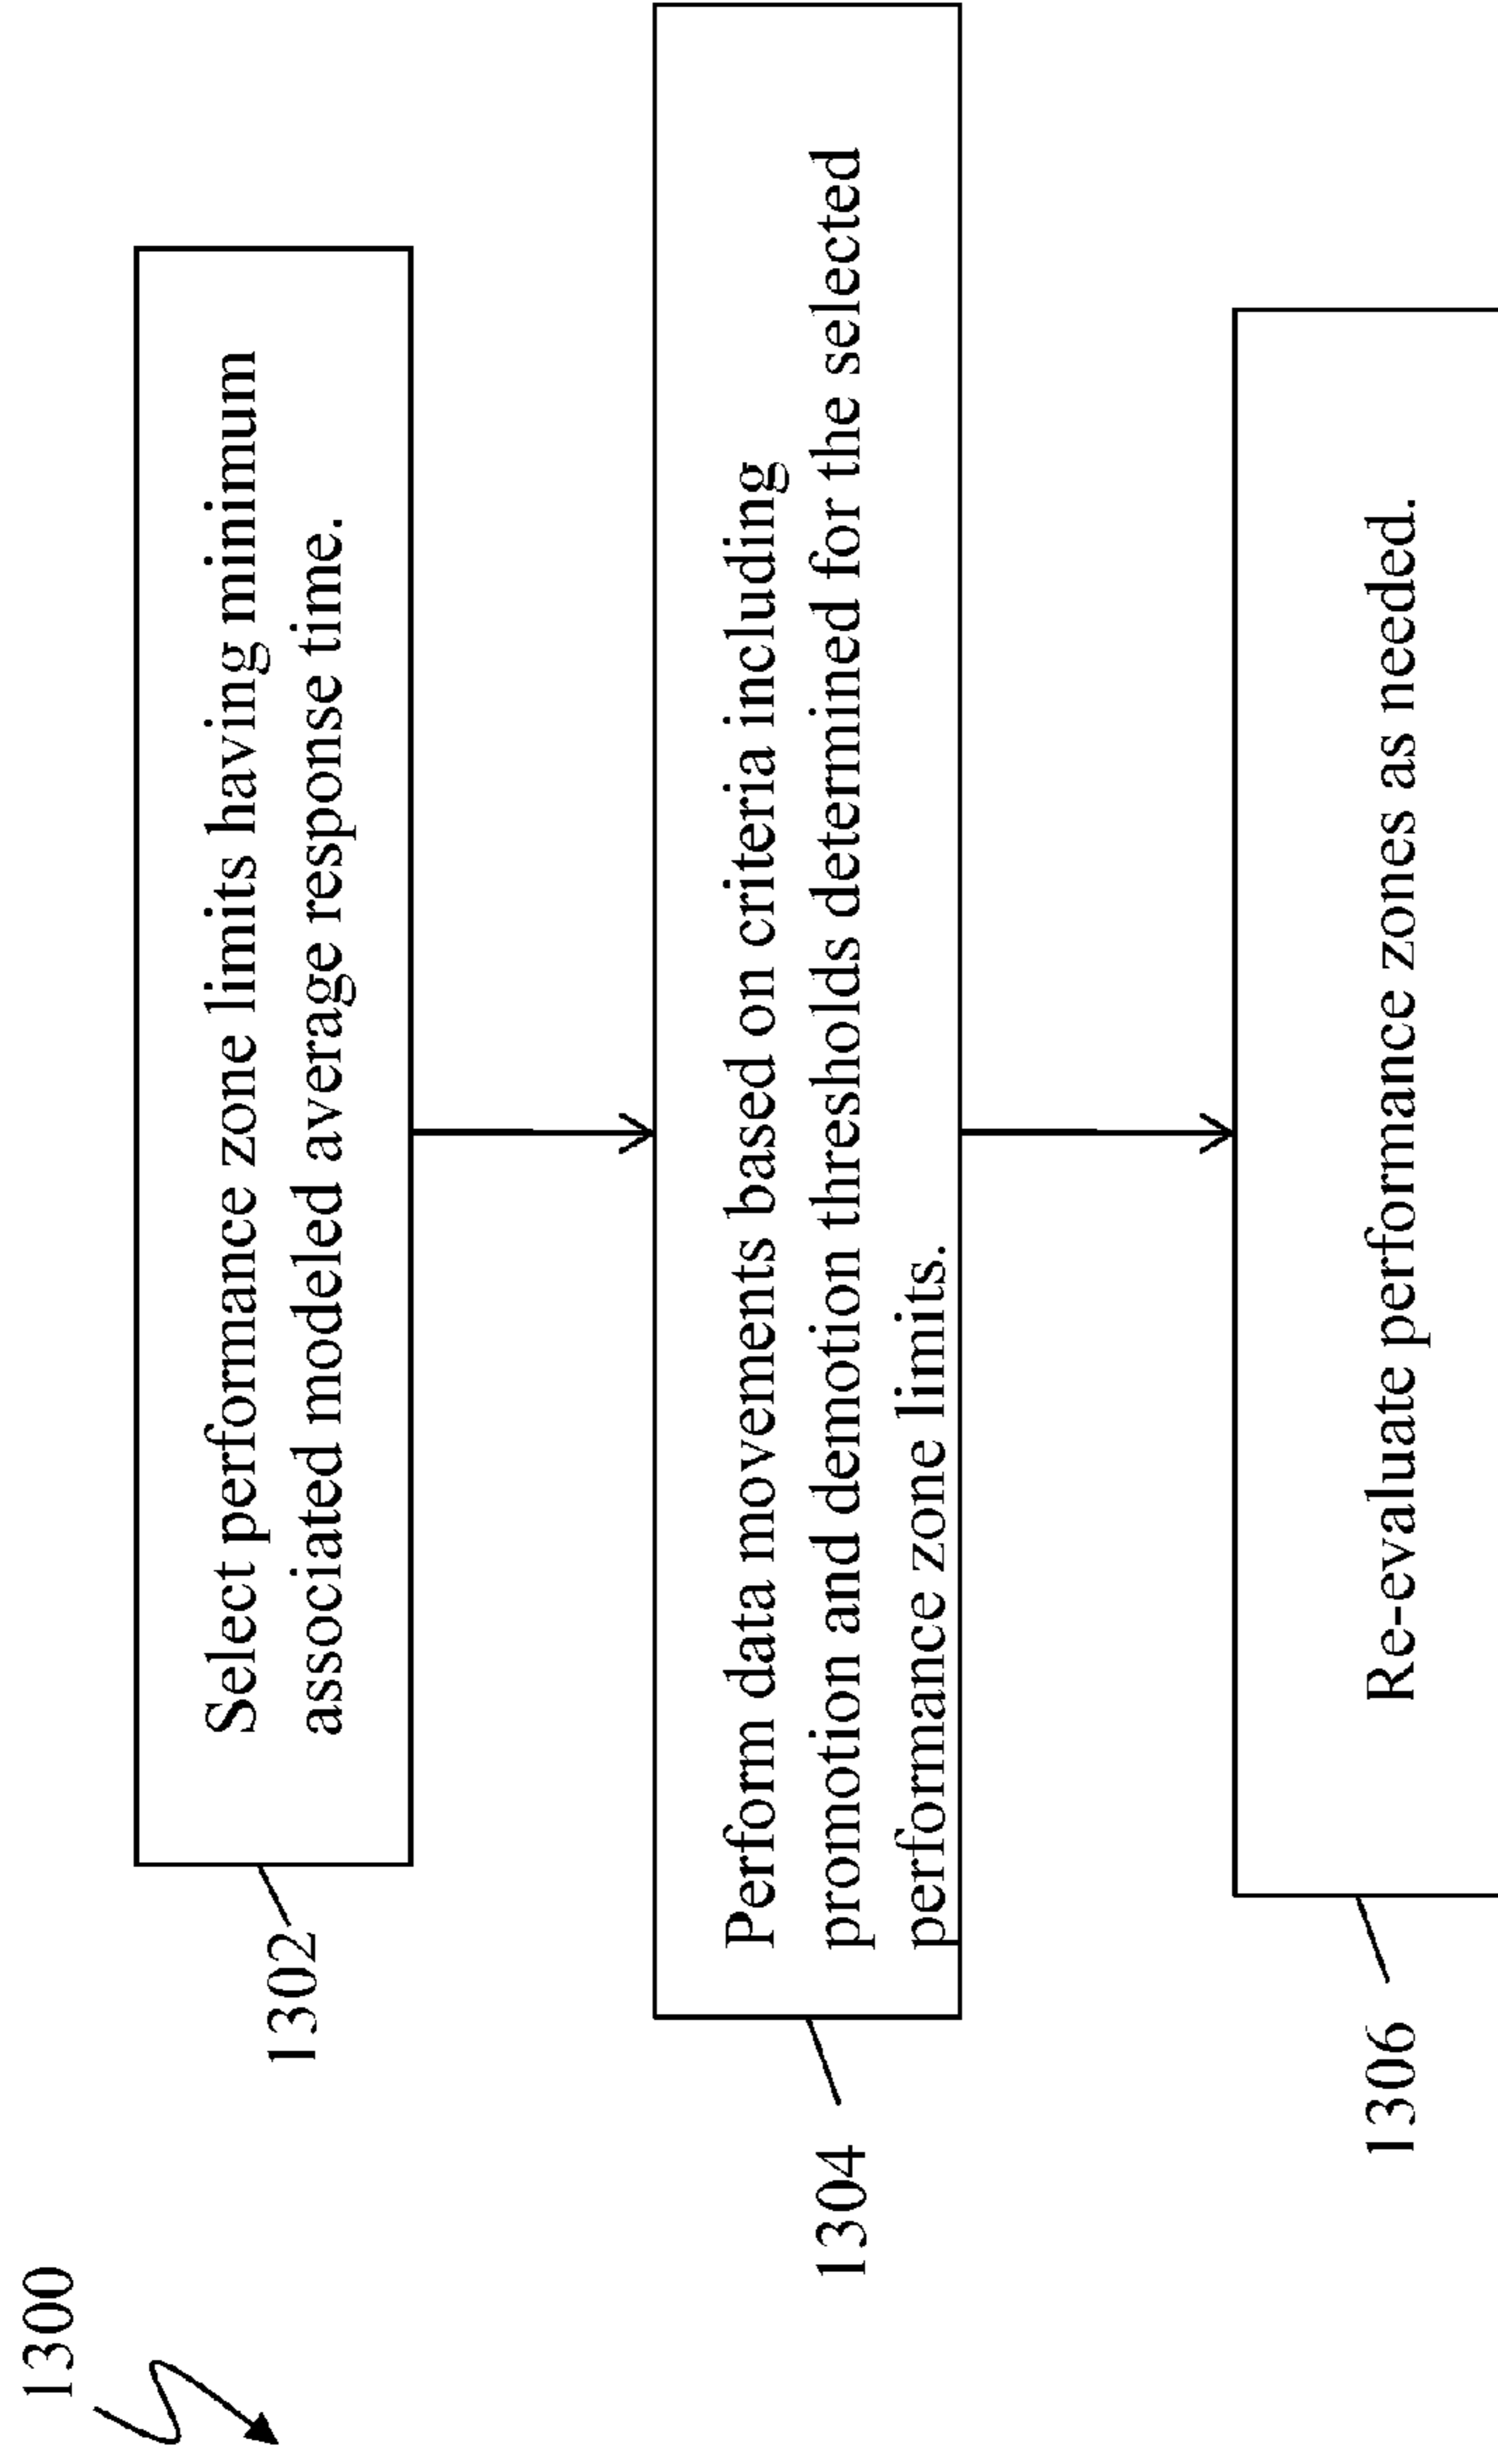 1300
1302
Select performance zone limits having minimum
associated modeled average response time.
1304
Perform data movements based on criteria including
promotion and demotion thresholds determined for the selected
performance zone limits.
1306
Re-evaluate performance zones as needed.